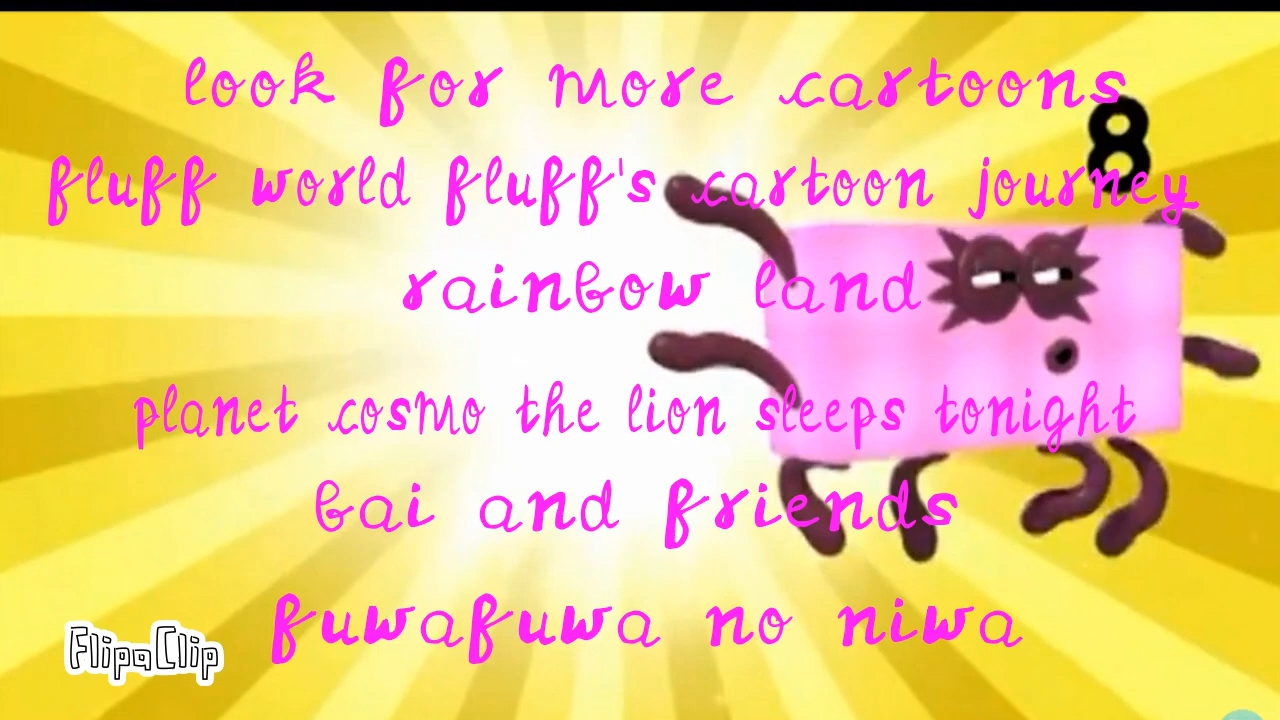 look for more cartoons
8
fluff world fluff's cartoon journey
rainbow land
planet cosmo the lion sleeps tonight
bai and friends
fuwafuwa no niwa
FlipaClip